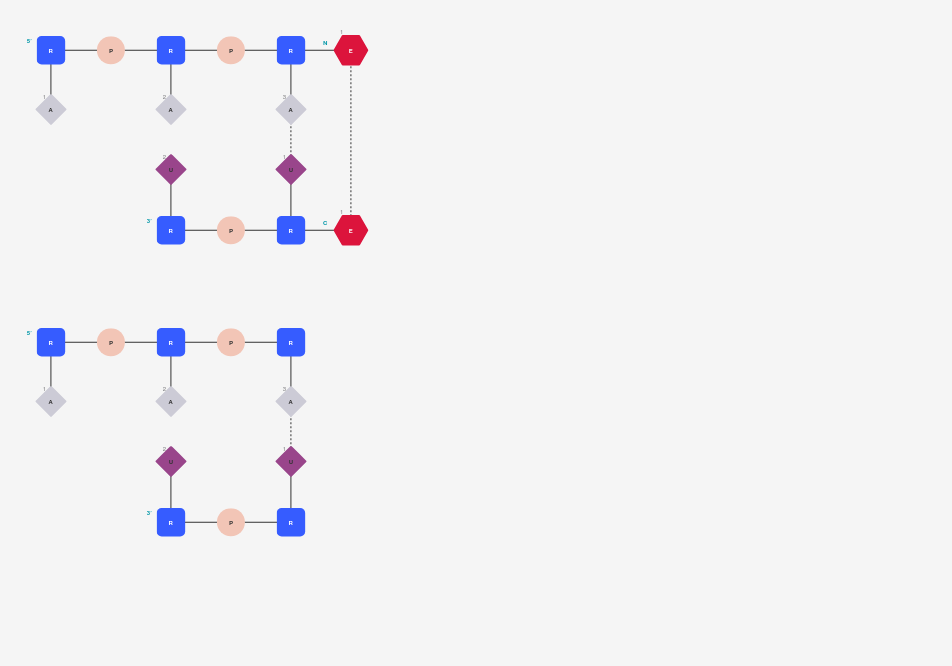 1
5' R P R P R N E
1 2 3
A A A
2 1
U U
1
3' R P R C E
5' R P R P R
1 2 3
A A A
2 1
U U
3' R P R